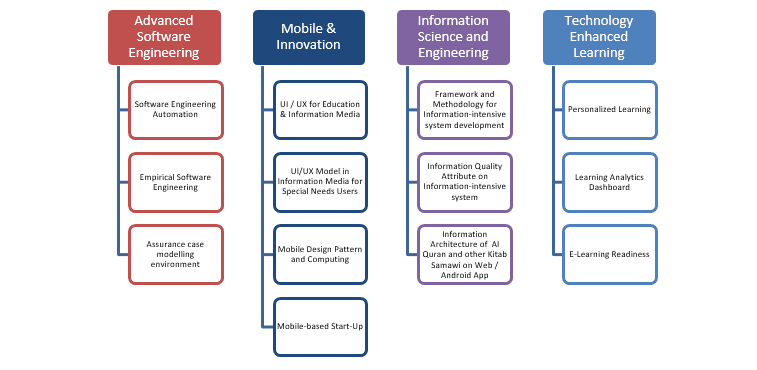 Advanced
Software
Engineering
Software Engineering
Automation
Empirical Software
Engineering
Assurance case
modelling
environment
Mobile &
Innovation
UI / UX for Education
& Information Media
UI/UX Model in
Information Media for
Special Needs Users
Mobile Design Pattern
and Computing
Mobile-based Start-Up
Information
Science and
Engineering
Framework and
Methodology for
Information-intensive
system development
Information Quality
Attribute on
Information-intensive
system
Information
Architecture of Al
Quran and other Kitab
Samawi on Web /
Android App
Technology
Enhanced
Learning
Personalized Learning
Learning Analytics
Dashboard
E-Learning Readiness